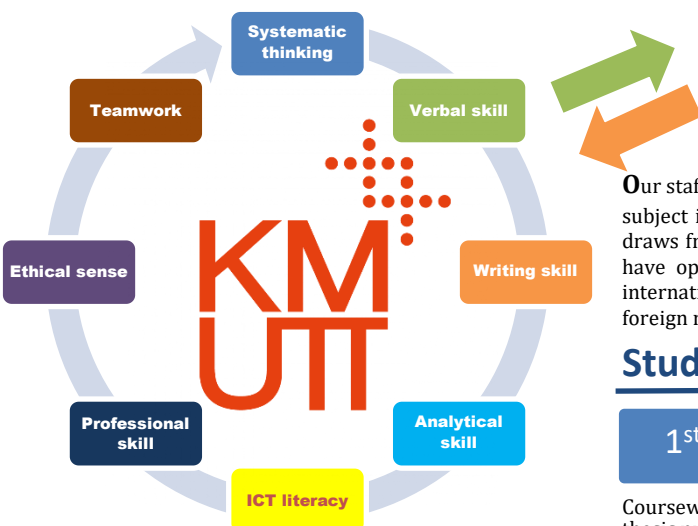 Systematic
thinking
Teamwork
Verbal skill
KM
UTT
Ethical sense
Writing skill
Professional
skill
Analytical
skill
ICT literacy
Our staf
subject i
draws fr
have op
internati
foreign r
Stud
1st
Coursew